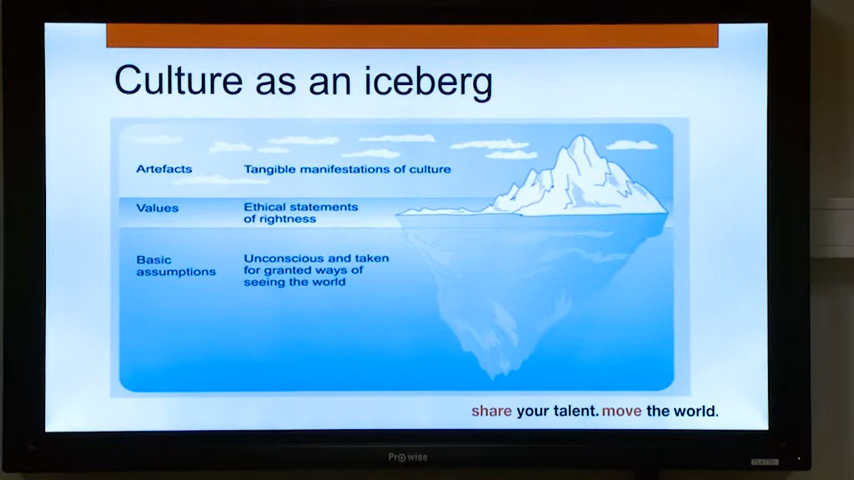 Culture as an iceberg
Artefacts Tangible manifestations of culture
Values Ethical statements
of rightness
Basic Unconscious and taken
assumptions for granted ways of
seeing the world
share your talent. move the world.
Prowise